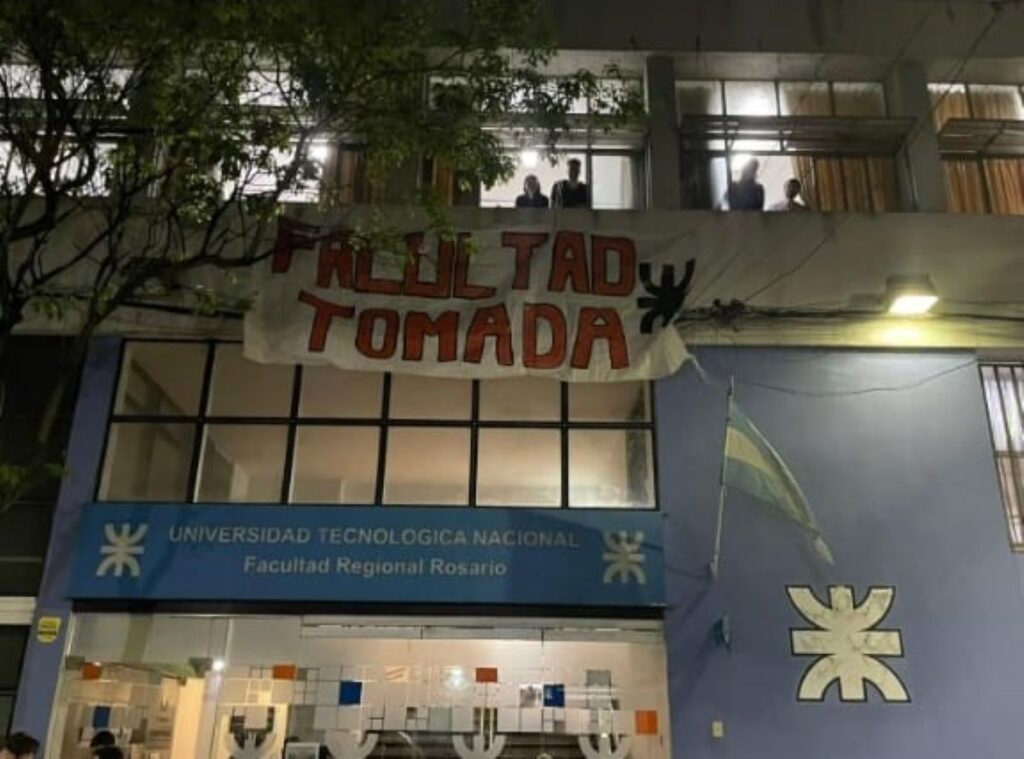 FACULTAD
TOMADA
UNIVERSIDAD TECNOLOGICA NACIONAL
Facultad Regional Rosario